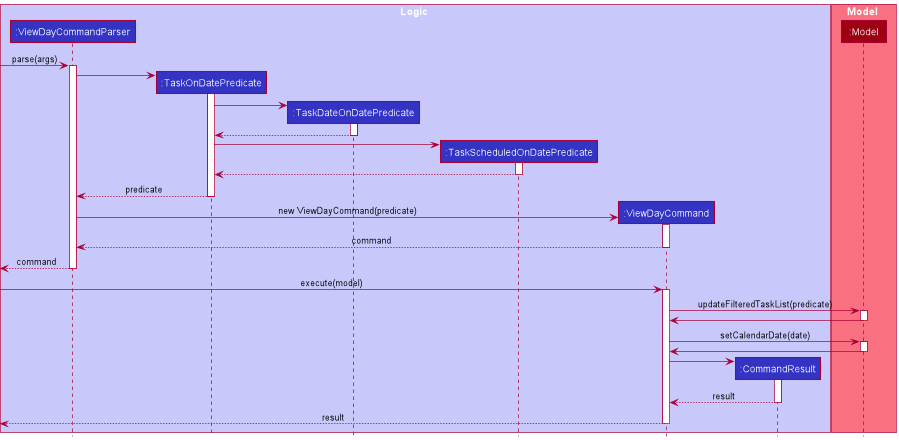 Logic
Model
:ViewDayCommandParser
:Model
parse(args)
:TaskOnDatePredicate
:TaskDateOnDatePredicate
:TaskScheduledOnDatePredicate
predicate
new ViewDayCommand(predicate)
:ViewDayCommand
command
command
execute(model)
updateFilteredTaskList(predicate)
setCalendarDate(date)
:CommandResult
result
result